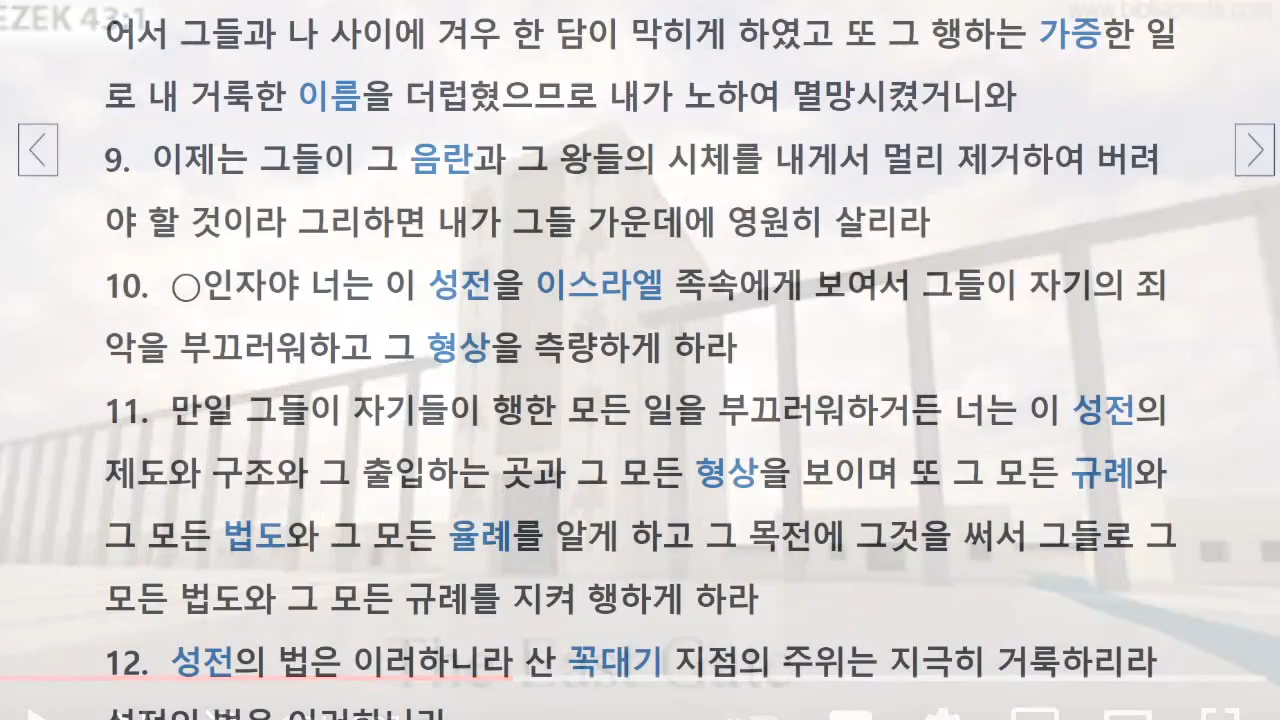 EZEK 43:1
어서 그들과 나 사이에 겨우 한 담이 막히게 하였고 또 그 행하는 가증한 일
로 내 거룩한 이름을 더럽혔으므로 내가 노하여 멸망시켰거니와
9. 이제는 그들이 그 음란과 그 왕들의 시체를 내게서 멀리 제거하여 버려
야 할 것이라 그리하면 내가 그들 가운데에 영원히 살리라
10. ○인자야 너는 이 성전을 이스라엘 족속에게 보여서 그들이 자기의 죄
악을 부끄러워하고 그 형상을 측량하게 하라
11. 만일 그들이 자기들이 행한 모든 일을 부끄러워하거든 너는 이 성전의
제도와 구조와 그 출입하는 곳과 그 모든 형상을 보이며 또 그 모든 규례와
그 모든 법도와 그 모든 율례를 알게 하고 그 목전에 그것을 써서 그들로 그
모든 법도와 그 모든 규례를 지켜 행하게 하라
The East Gate
12. 성전의 법은 이러하니라 산 꼭대기 지점의 주위는 지극히 거룩하리라
성전의 법은 이러하니라